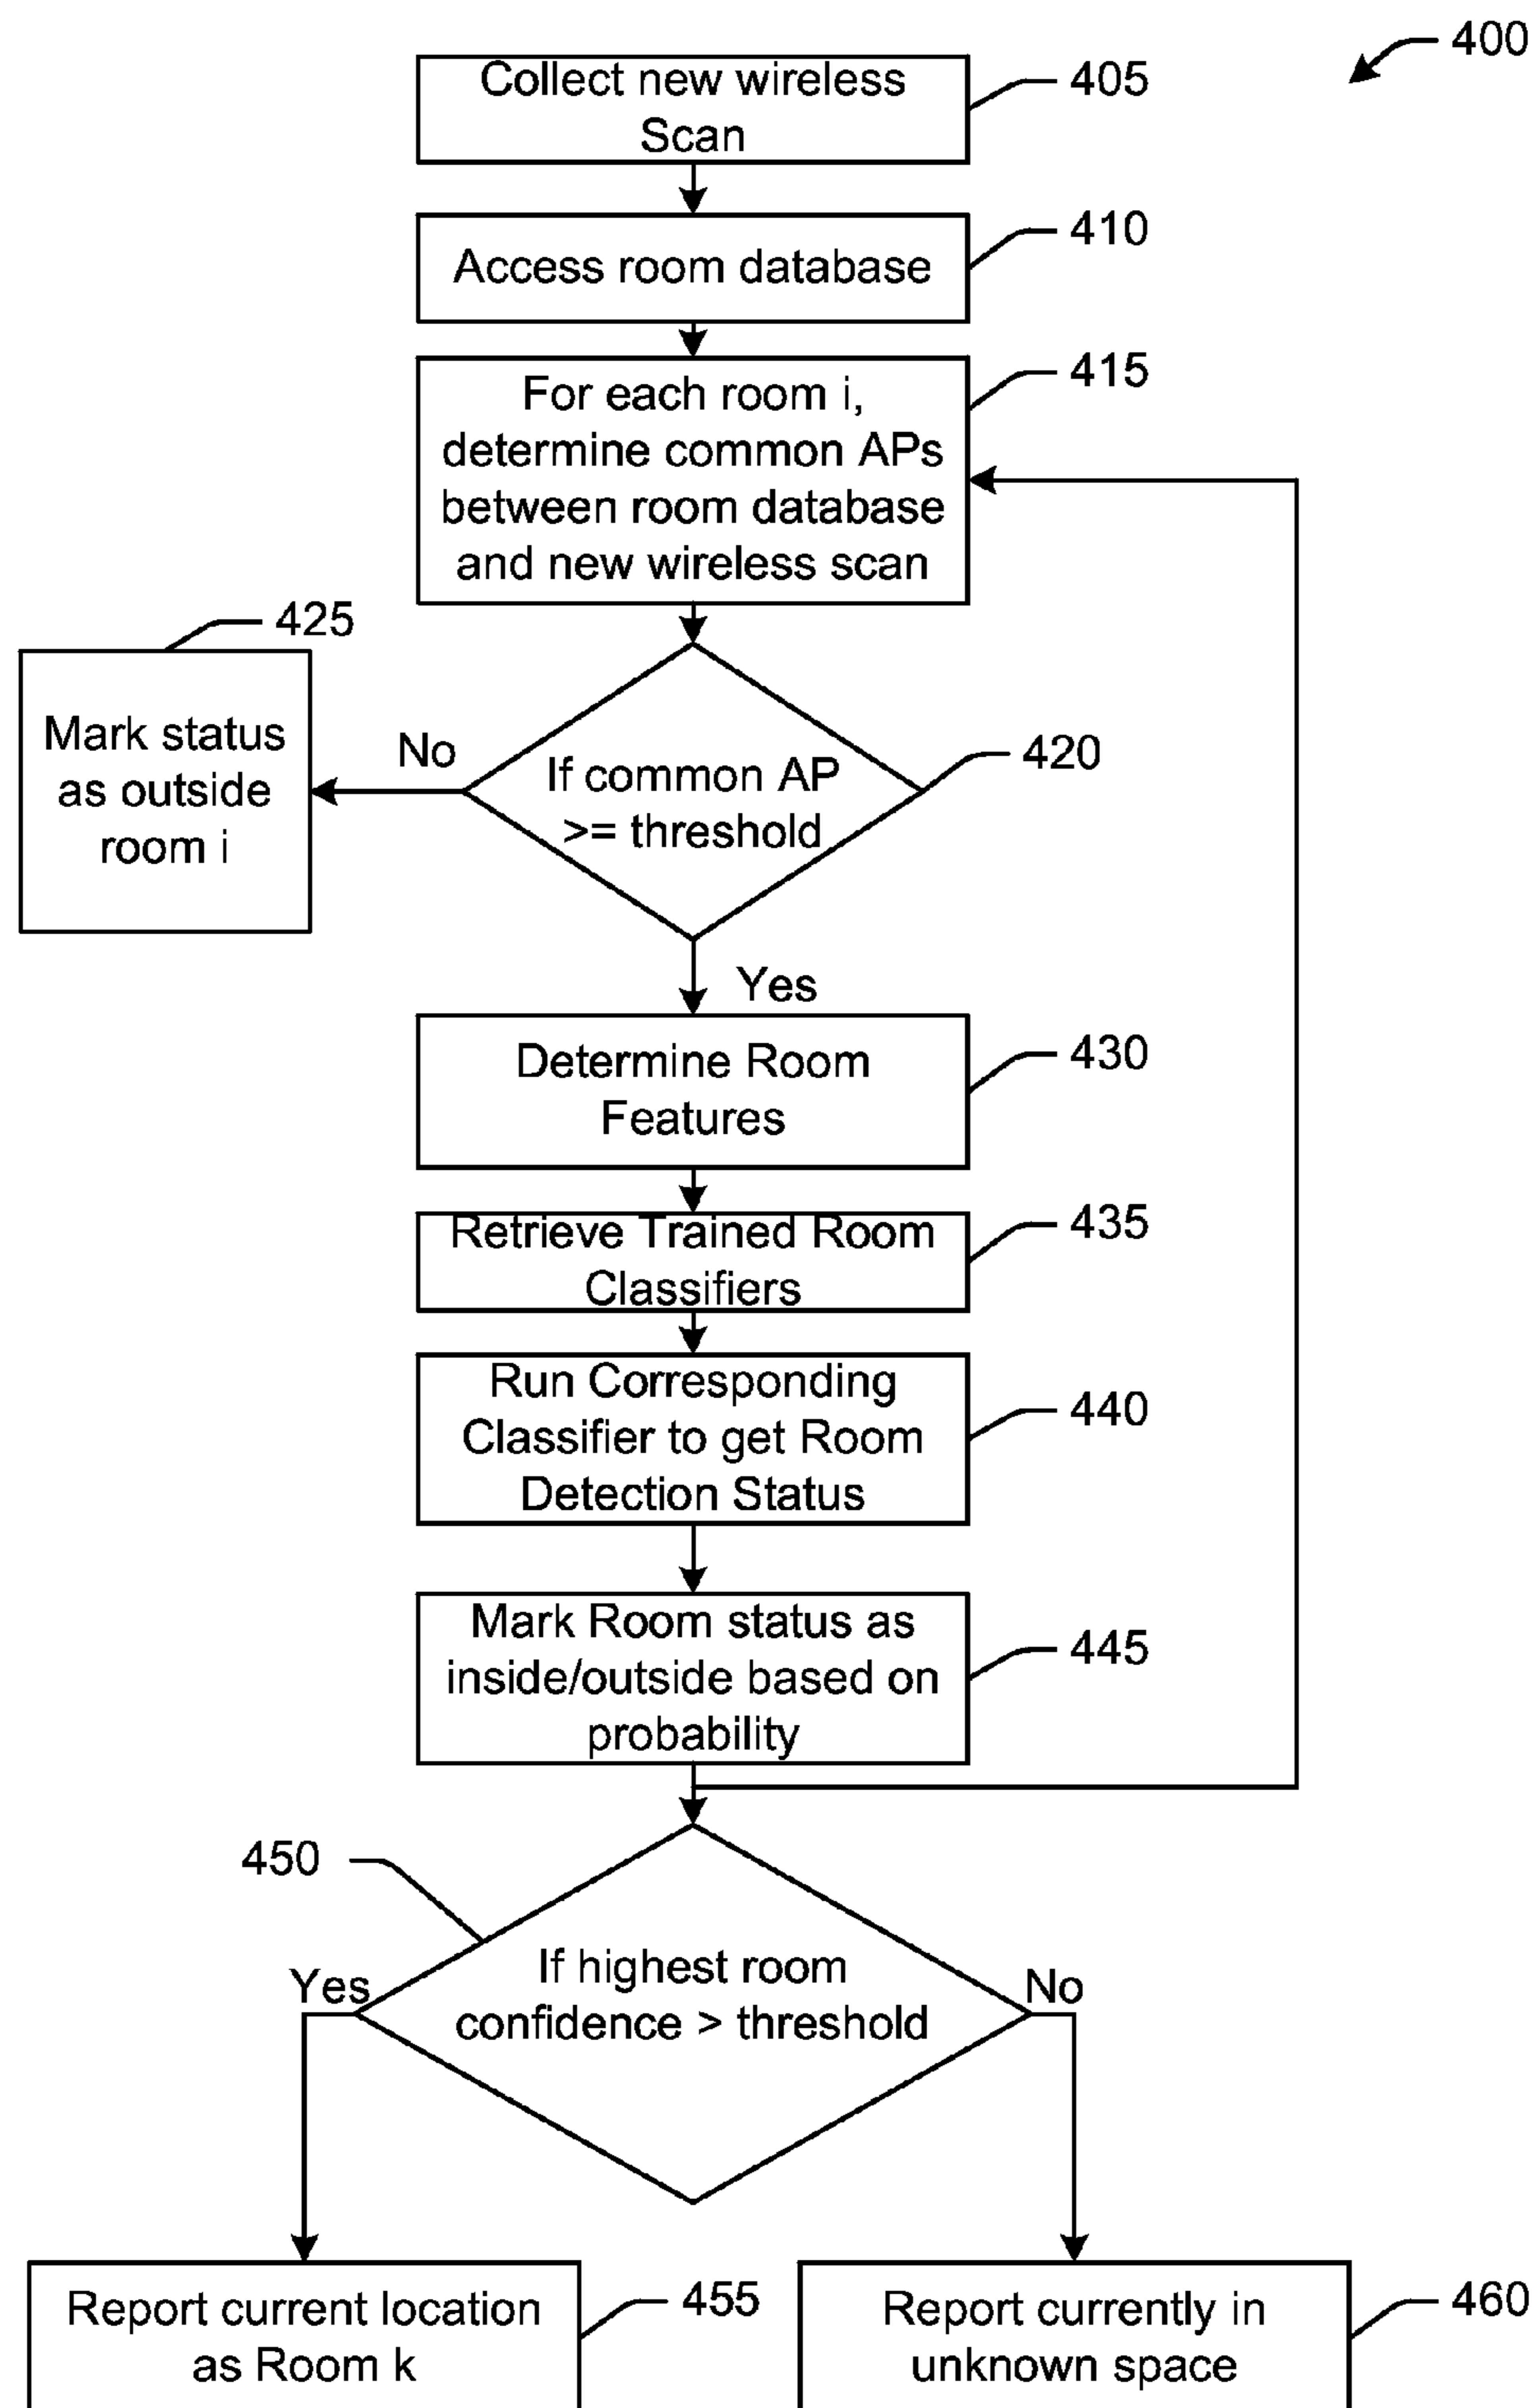 400
Collect new wireless
Scan
405
Access room database
410
For each room i,
determine common APs
between room database
and new wireless scan
415
425
Mark status
as outside
room i
No
If common AP
>= threshold
420
Yes
Determine Room
Features
430
Retrieve Trained Room
Classifiers
435
Run Corresponding
Classifier to get Room
Detection Status
440
Mark Room status as
inside/outside based on
probability
445
450
Yes
If highest room
confidence > threshold
No
Report current location
as Room k
455
Report currently in
unknown space
460